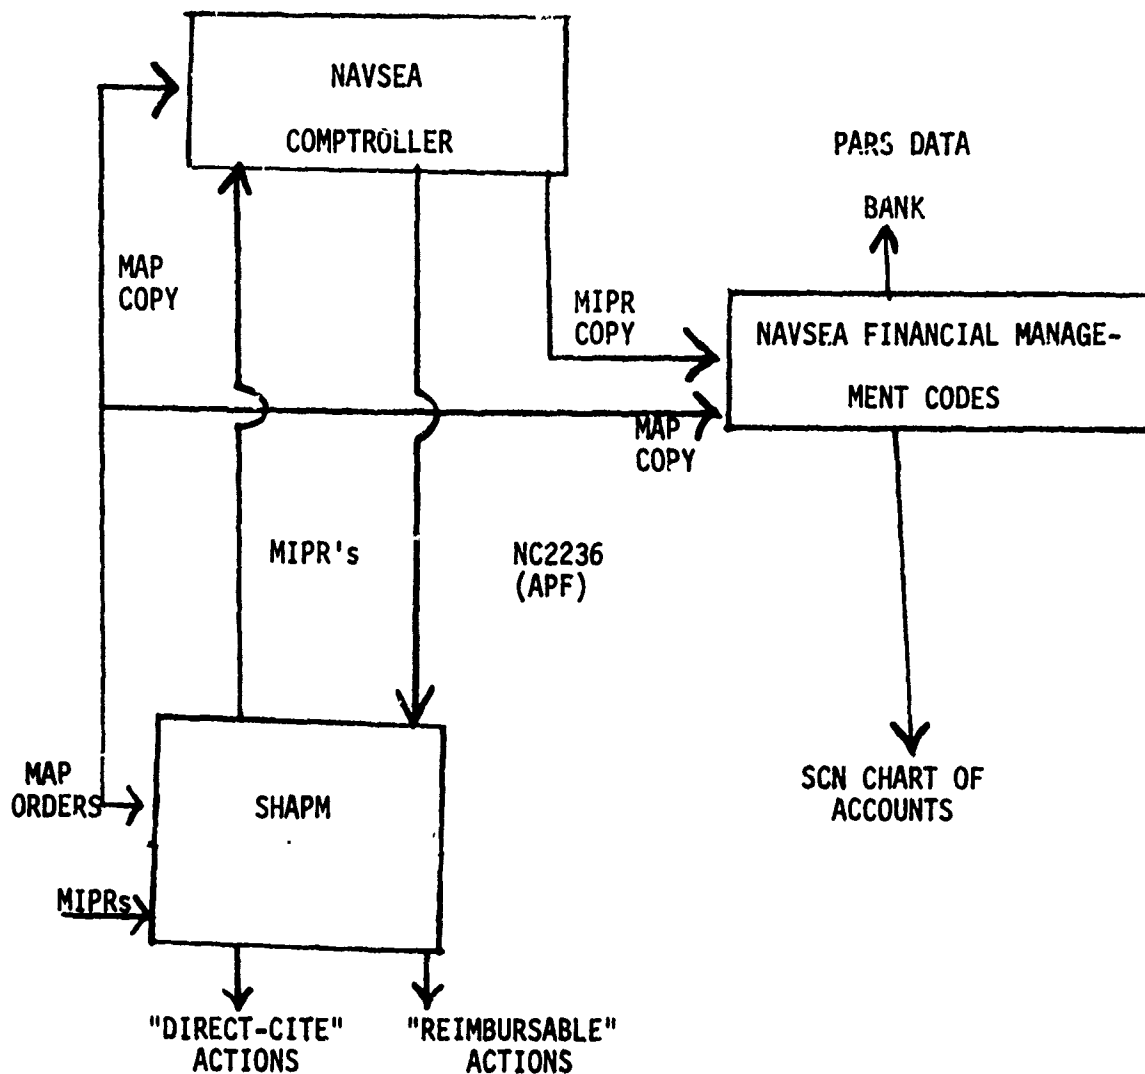 NAVSEA
COMPTROLLER
PARS DATA
BANK
MAP
COPY
MIPR
COPY
NAVSEA FINANCIAL MANAGE-
MENT CODES
MAP
COPY
MIPR's
NC2236
(APF)
MAP
ORDERS
SHAPM
SCN CHART OF
ACCOUNTS
MIPRs
"DIRECT-CITE"
ACTIONS
"REIMBURSABLE"
ACTIONS